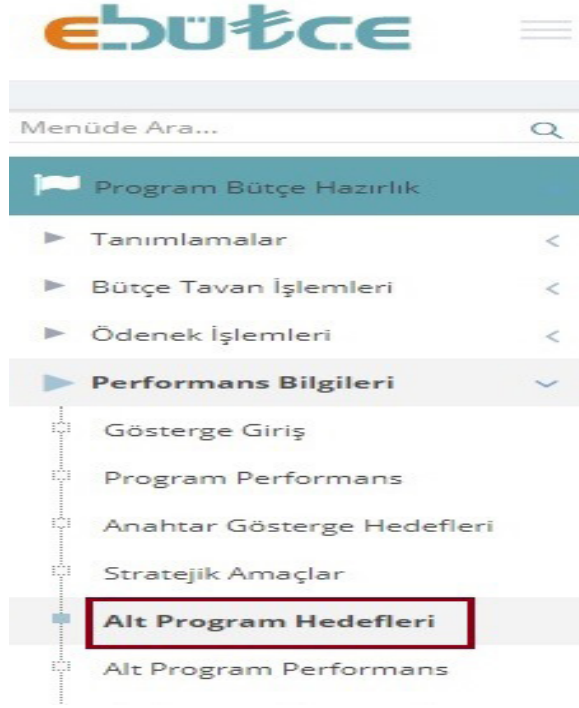 ebütçe
Menüde Ara...
Program Bütçe Hazırlık
Tanımlamalar
Bütçe Tavan İşlemleri
Ödenek İşlemleri
Performans Bilgileri
Gösterge Giriş
Program Performans
Anahtar Gösterge Hedefleri
Stratejik Amaçlar
Alt Program Hedefleri
Alt Program Performans